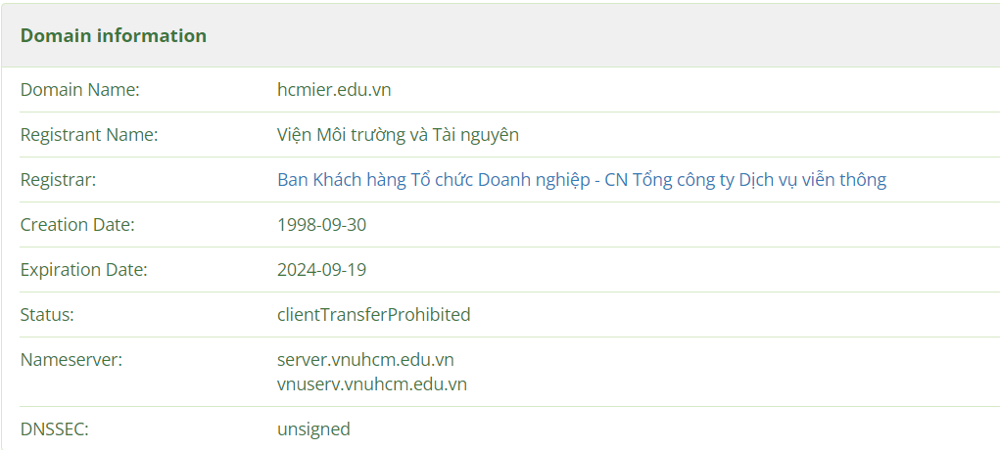 Domain information
Domain Name: hcmier.edu.vn
Registrant Name: Viện Môi trường và Tài nguyên
Registrar: Ban Khách hàng Tổ chức Doanh nghiệp - CN Tổng công ty Dịch vụ viễn thông
Creation Date: 1998-09-30
Expiration Date: 2024-09-19
Status: clientTransferProhibited
Nameserver: server.vnuhcm.edu.vn
vnuserv.vnuhcm.edu.vn
DNSSEC: unsigned